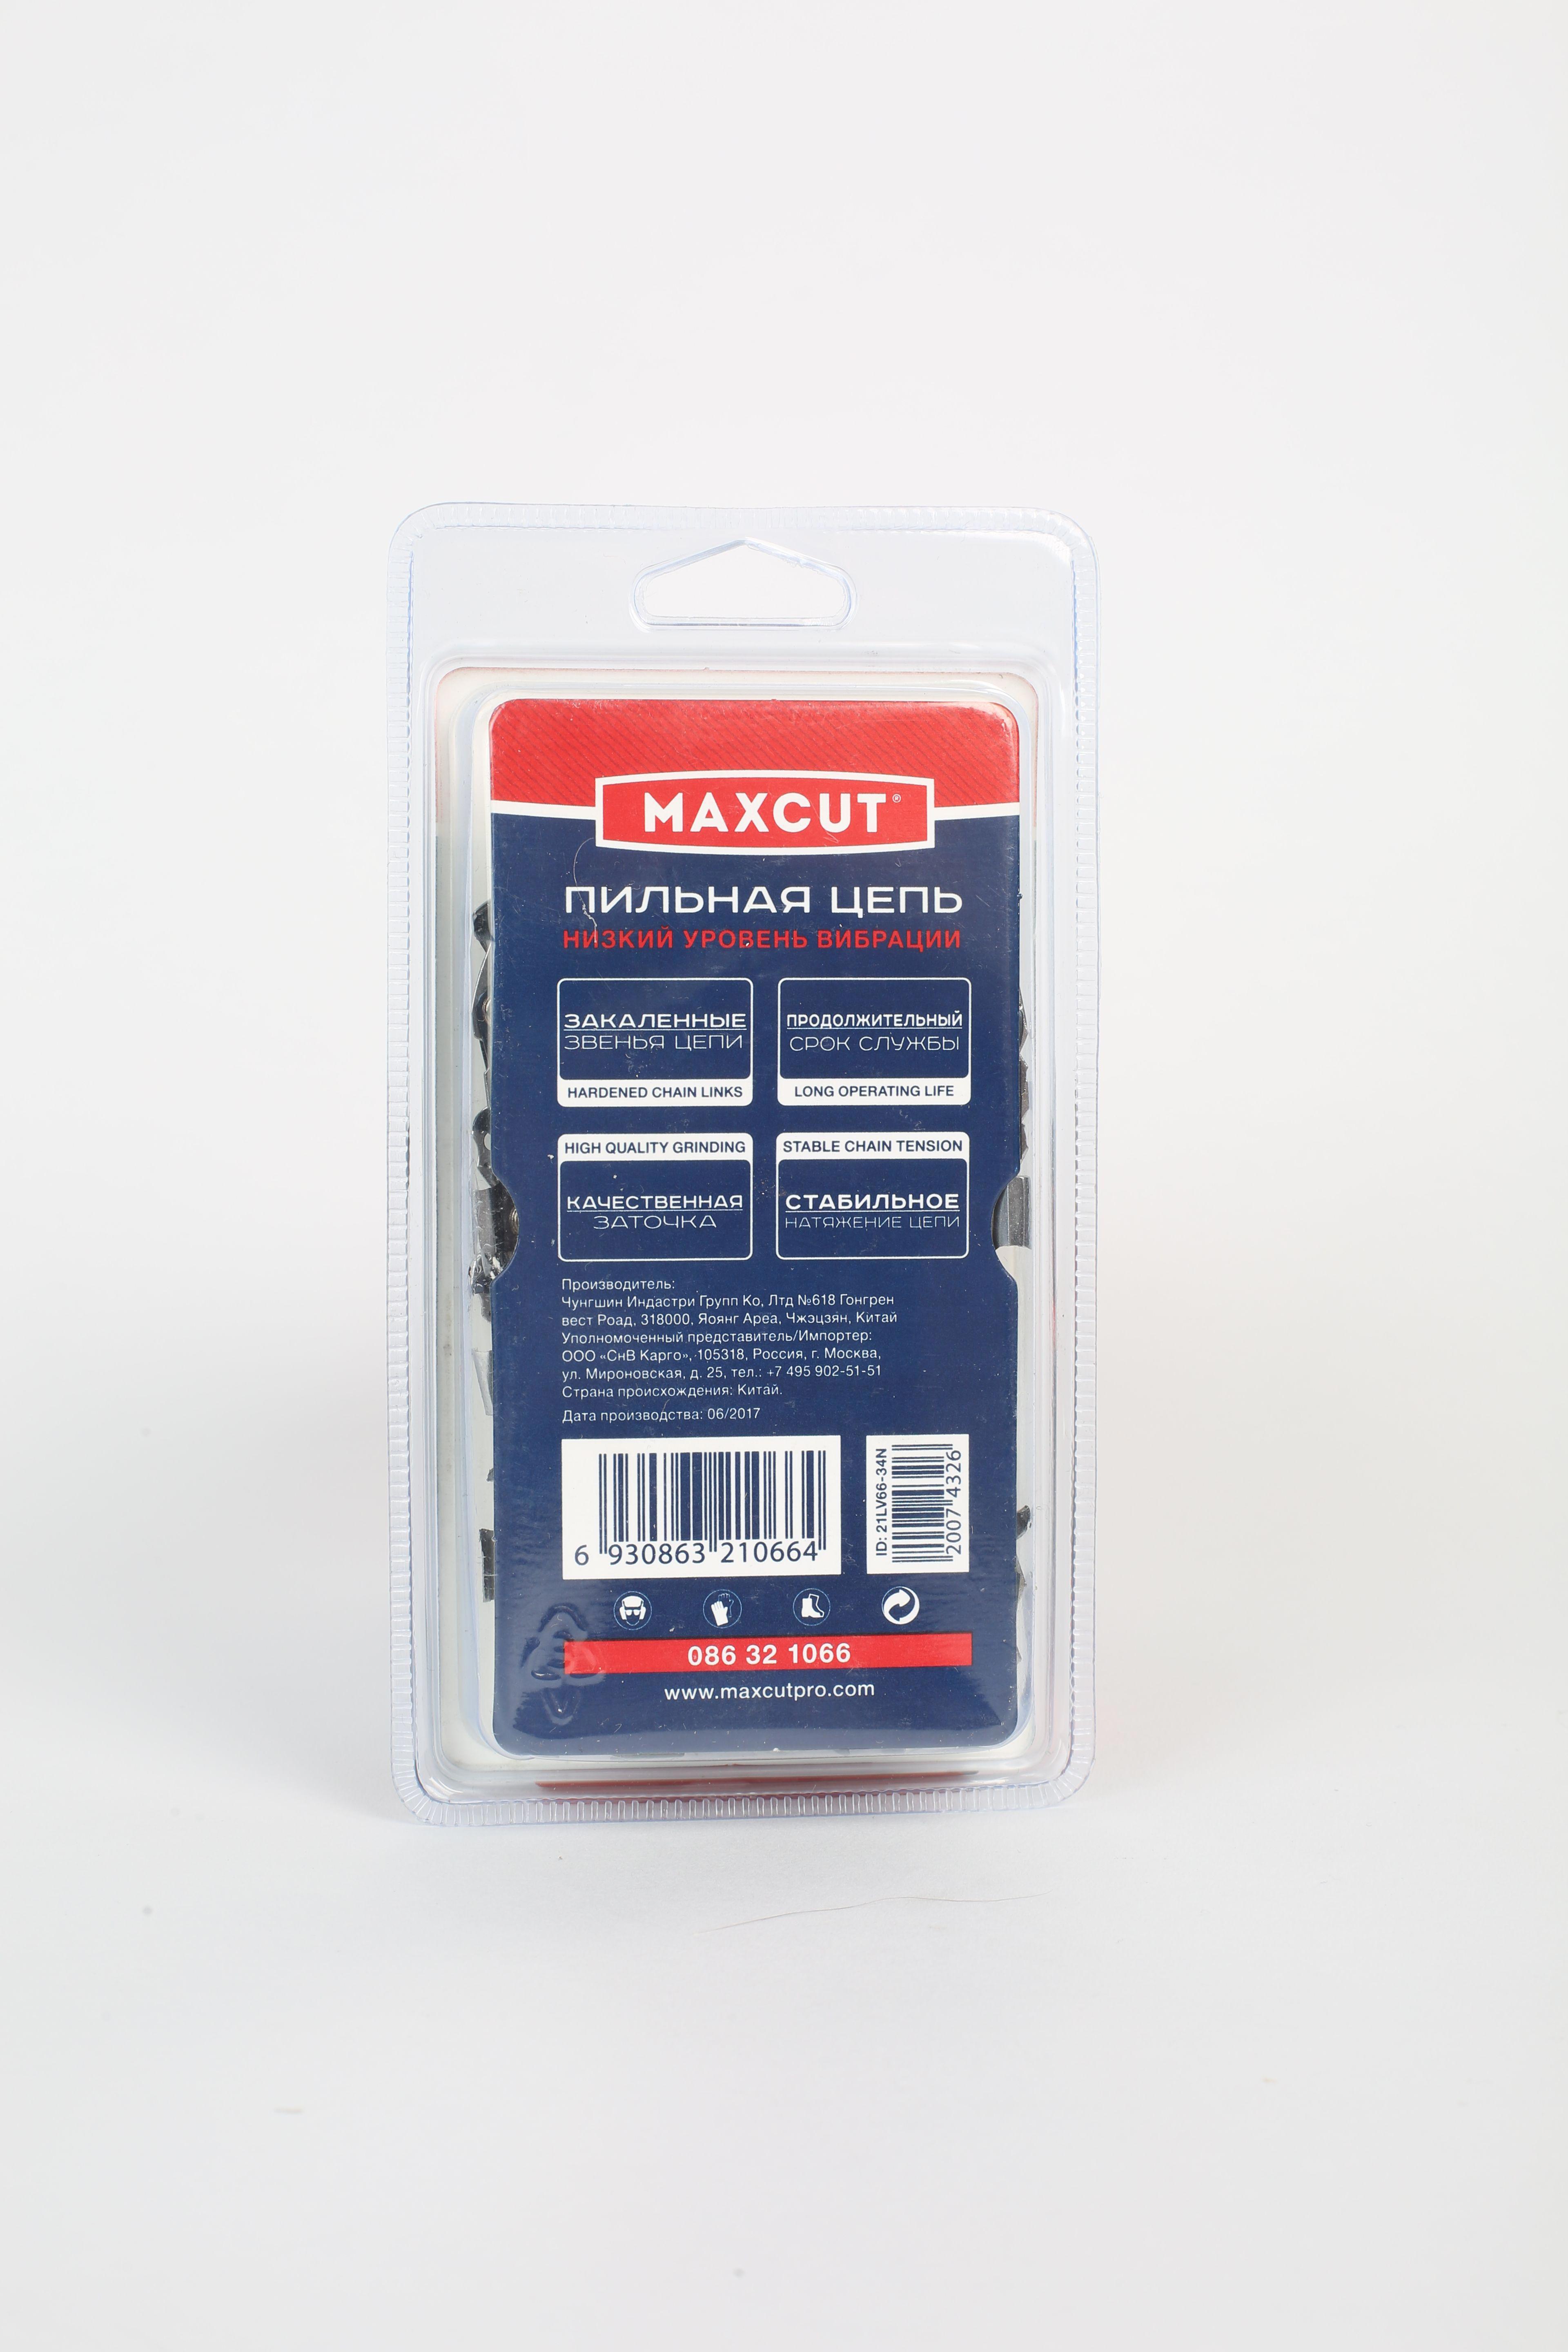 MAXCUT®
ПИЛЬНАЯ ЦЕПЬ
НИЗКИЙ УРОВЕНЬ ВИБРАЦИИ
ЗАКАЛЕННЫЕ
ЗВЕНЬЯ ЦЕПИ
HARDENED CHAIN LINKS
ПРОДОЛЖИТЕЛЬНЫЙ
СРОК СЛУЖБЫ
LONG OPERATING LIFE
HIGH QUALITY GRINDING
КАЧЕСТВЕННАЯ
ЗАТОЧКА
STABLE CHAIN TENSION
СТАБИЛЬНОЕ
НАТЯЖЕНИЕ ЦЕПИ
Производитель:
Чунгшин Индастри Групп Ко, Лтд №618 Гонгрен
вест Роад, 318000, Яоянг Ареа, Чжэцзян, Китай
Уполномоченный представитель/Импортер:
ООО «СнВ Карго», 105318, Россия, г. Москва,
ул. Мироновская, д. 25, тел.: +7 495 902-51-51
Страна происхождения: Китай.
Дата производства: 06/2017
6 930863 210664
ID: 21LV66-34N
2007 4326
086 32 1066
www.maxcutpro.com